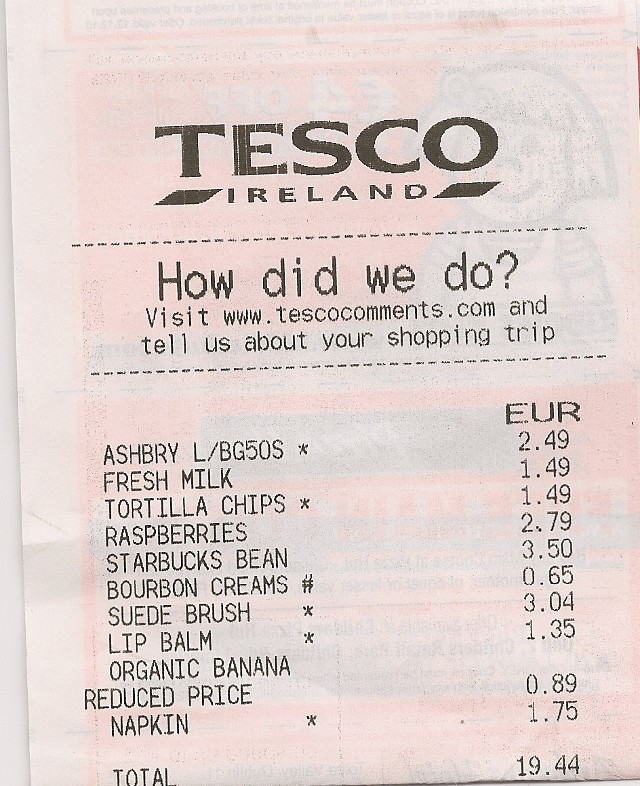 TESCO
IRELAND
How did we do?
Visit www.tescocomments.com and
tell us about your shopping trip
EUR
ASHBRY L/BG50S * 2.49
FRESH MILK 1.49
TORTILLA CHIPS * 1.49
RASPBERRIES 2.79
STARBUCKS BEAN 3.50
BOURBON CREAMS # 0.65
SUEDE BRUSH * 3.04
LIP BALM * 1.35
ORGANIC BANANA
REDUCED PRICE 0.89
NAPKIN * 1.75
TOTAL 19.44